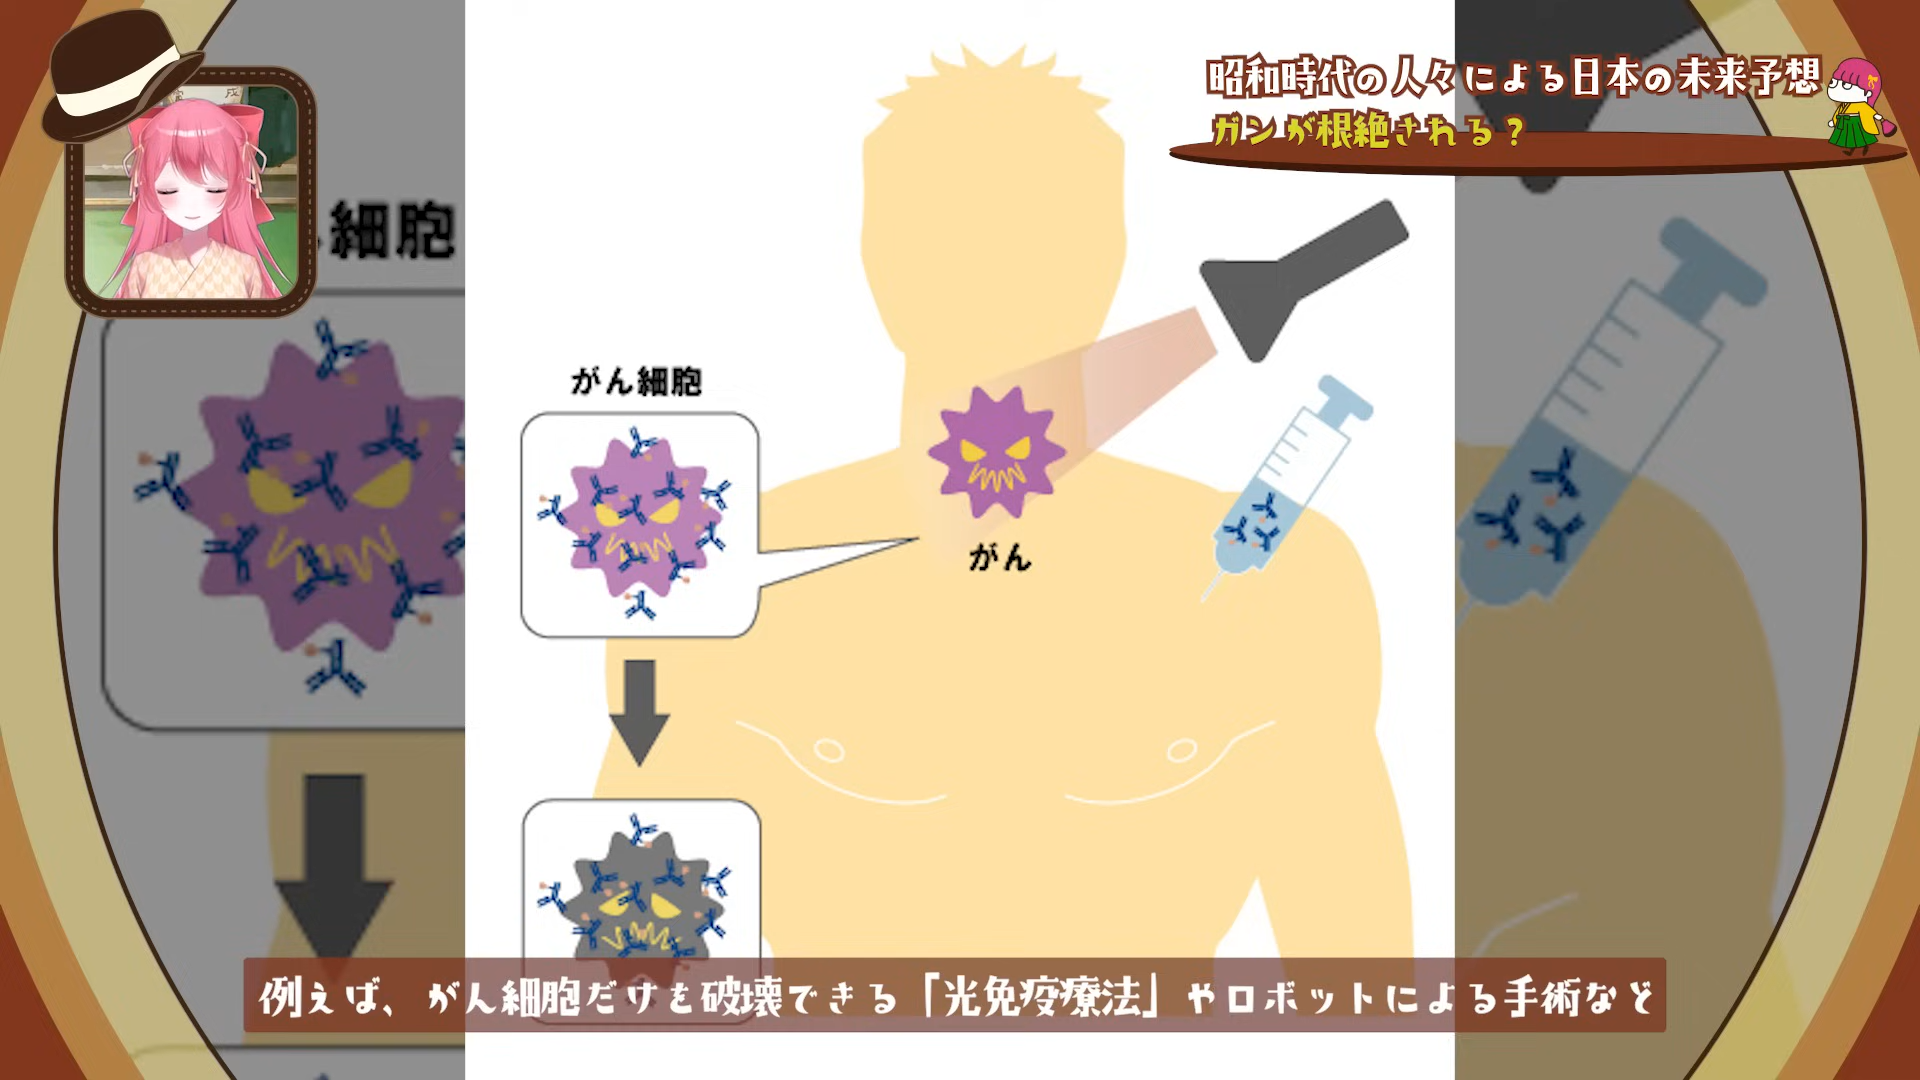 昭和時代の人々による日本の未来予想
ガンが根絶される？
細胞
がん細胞
がん
例えば、がん細胞だけを破壊できる「光免疫療法」やロボットによる手術など